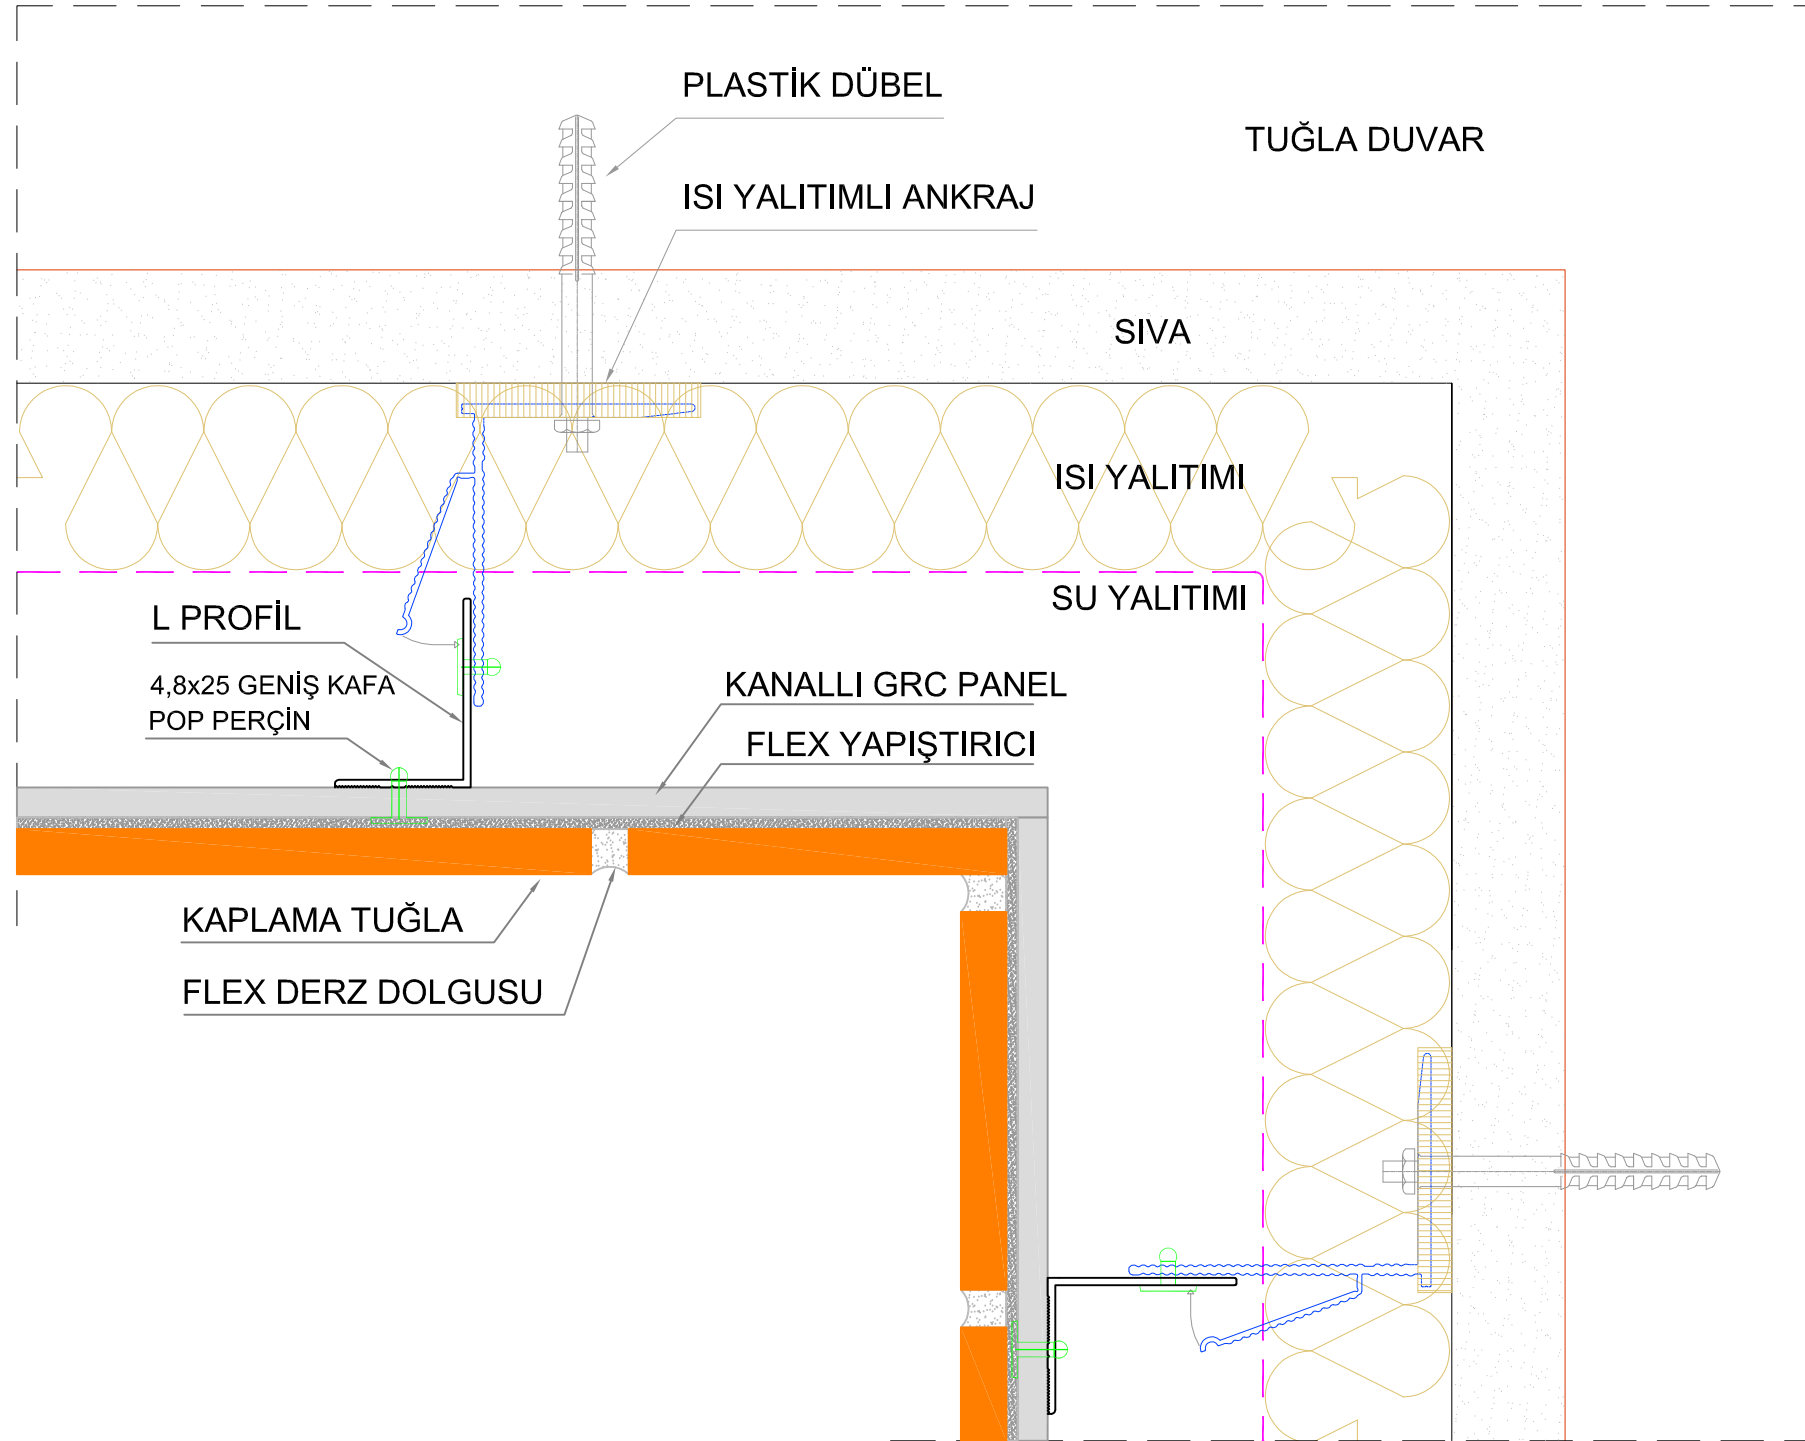 PLASTİK DÜBEL
TUĞLA DUVAR
ISI YALITIMLI ANKRAJ
SIVA
ISI YALITIMI
SU YALITIMI
L PROFİL
4,8x25 GENİŞ KAFA
POP PERÇİN
KANALLI GRC PANEL
FLEX YAPIŞTIRICI
KAPLAMA TUĞLA
FLEX DERZ DOLGUSU